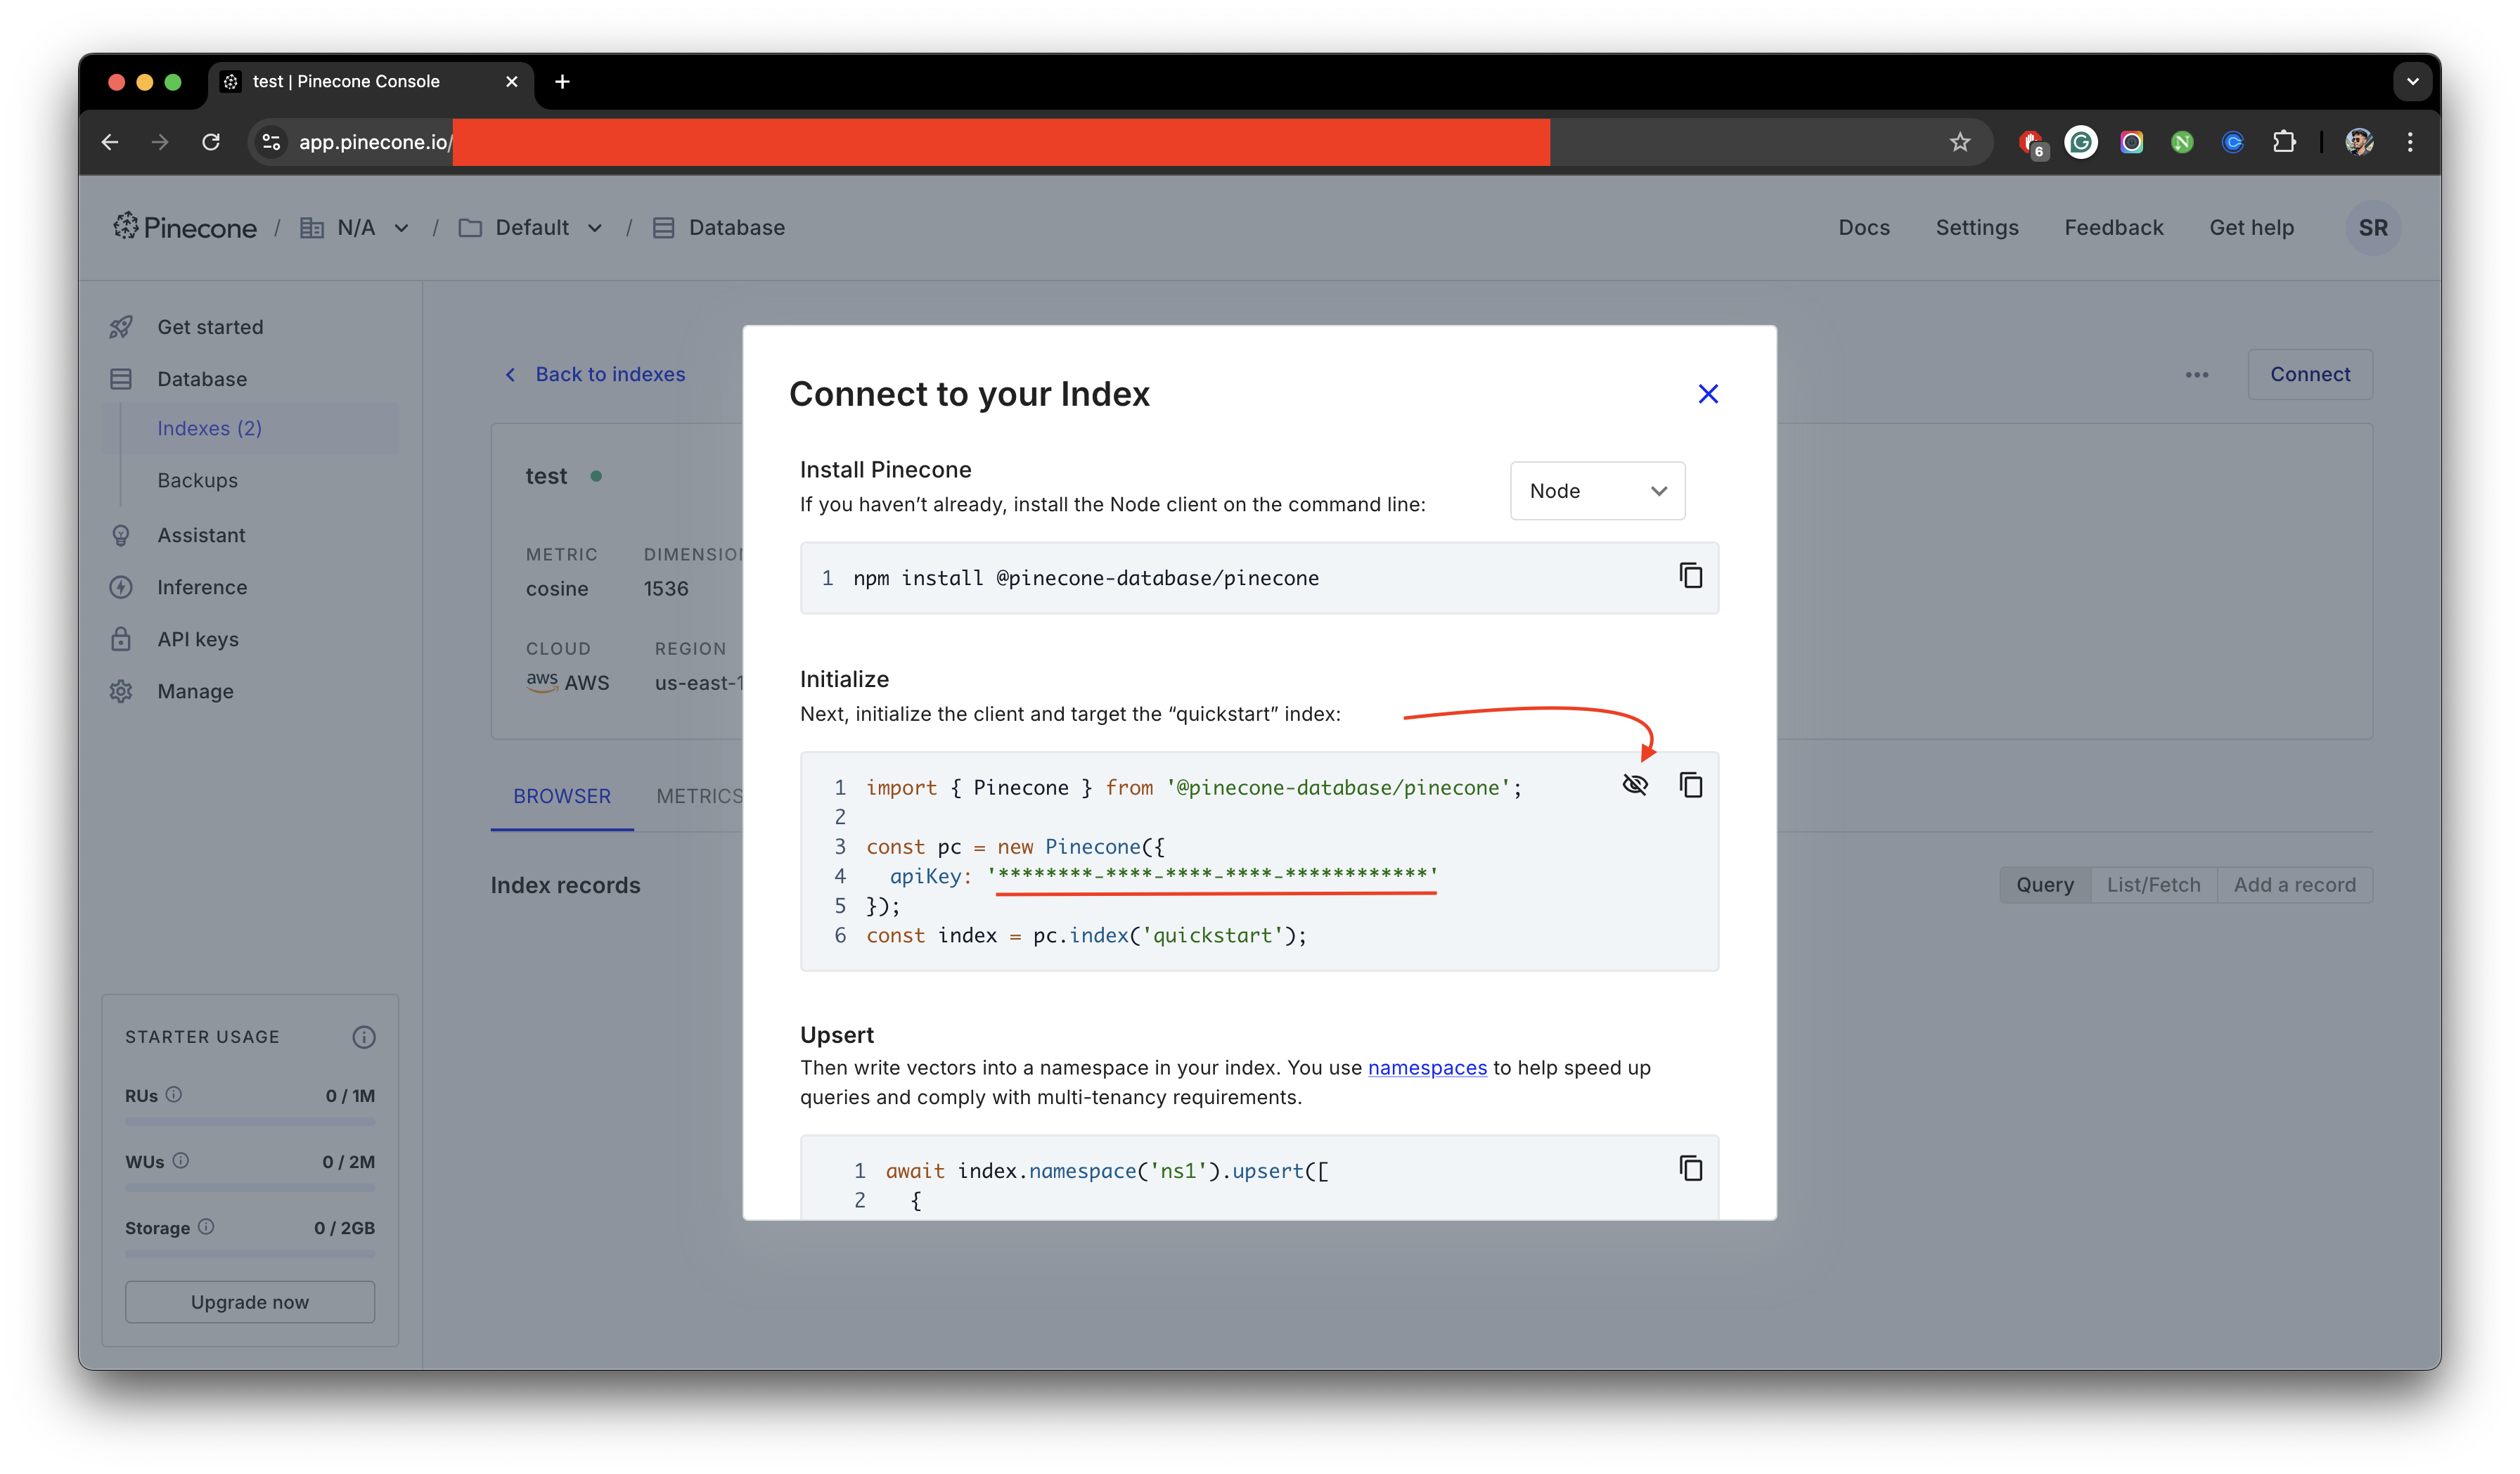 test | Pinecone Console
app.pinecone.io/
6
Pinecone / N/A / Default / Database
Docs Settings Feedback Get help SR
Get started
Database
Indexes (2)
Backups
Assistant
Inference
API keys
Manage
STARTER USAGE
RUs 0 / 1M
WUs 0 / 2M
Storage 0 / 2GB
Upgrade now
Back to indexes
Connect
test
METRIC DIMENSION
cosine 1536
CLOUD REGION
aws AWS us-east-1
BROWSER METRICS
Index records
Query List/Fetch Add a record
Connect to your Index
Install Pinecone
If you haven’t already, install the Node client on the command line:
Node
1 npm install @pinecone-database/pinecone
Initialize
Next, initialize the client and target the “quickstart” index:
1 import { Pinecone } from '@pinecone-database/pinecone';
2
3 const pc = new Pinecone({
4 apiKey: '********-****-****-****-************'
5 });
6 const index = pc.index('quickstart');
Upsert
Then write vectors into a namespace in your index. You use namespaces to help speed up
queries and comply with multi-tenancy requirements.
1 await index.namespace('ns1').upsert([
2 {